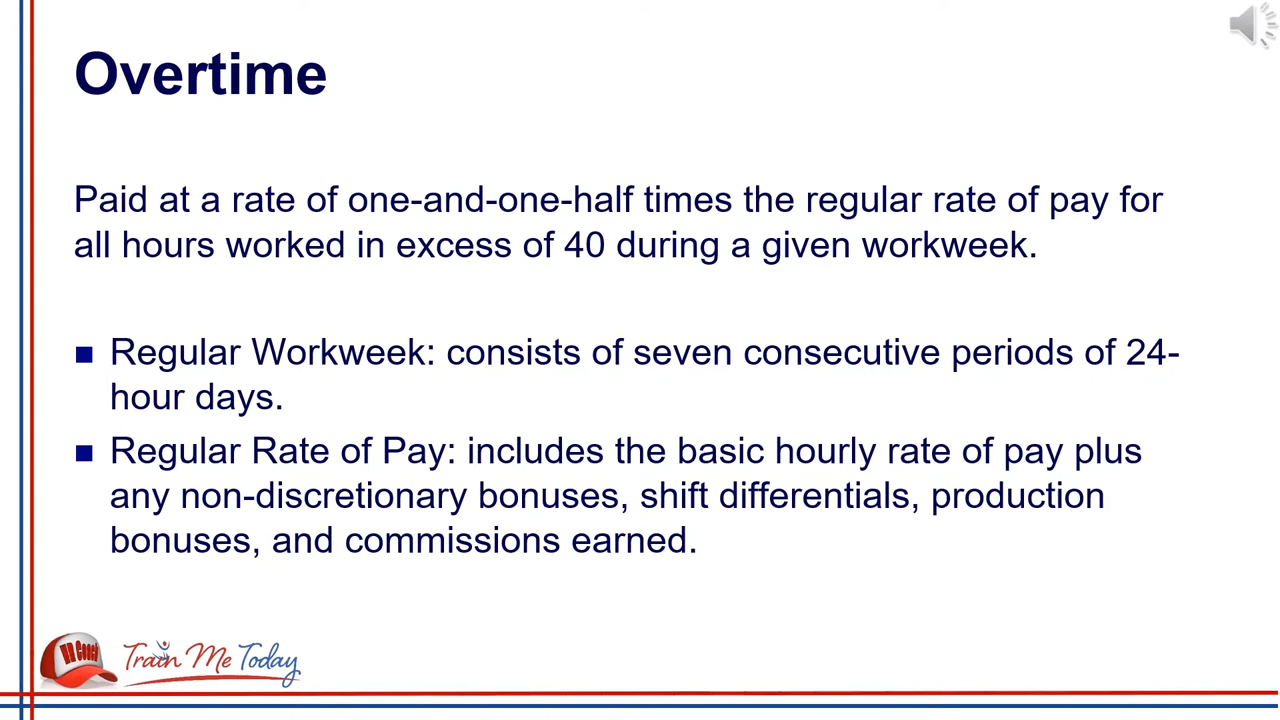 Overtime
Paid at a rate of one-and-one-half times the regular rate of pay for
all hours worked in excess of 40 during a given workweek.
■ Regular Workweek: consists of seven consecutive periods of 24-
hour days.
■ Regular Rate of Pay: includes the basic hourly rate of pay plus
any non-discretionary bonuses, shift differentials, production
bonuses, and commissions earned.
HR Coach
Train Me Today